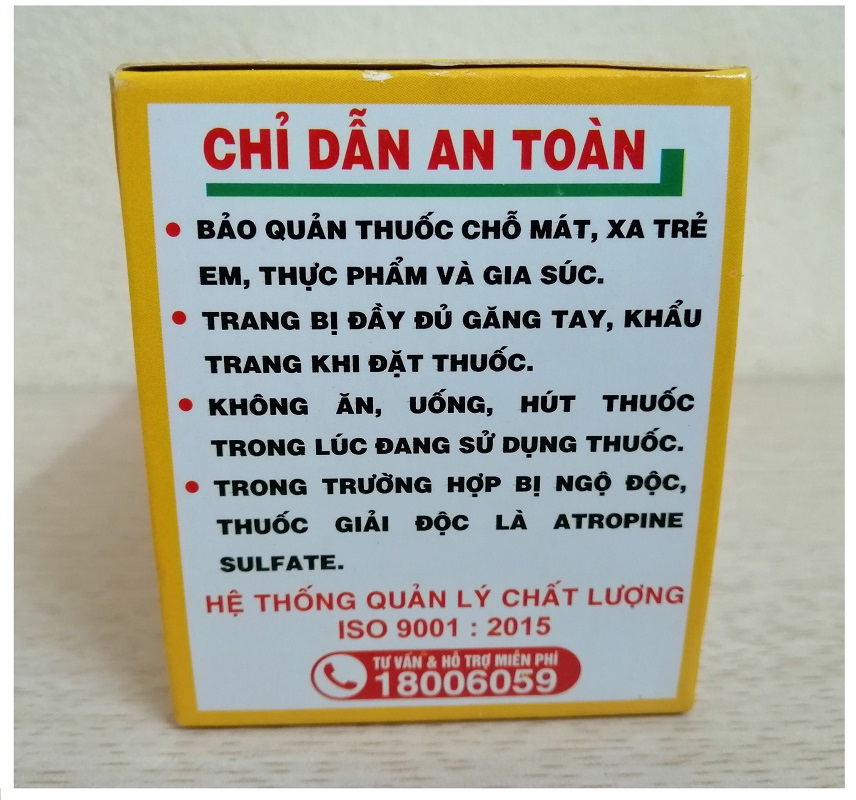 CHỈ DẪN AN TOÀN
• BẢO QUẢN THUỐC CHỖ MÁT, XA TRẺ
EM, THỰC PHẨM VÀ GIA SÚC.
• TRANG BỊ ĐẦY ĐỦ GĂNG TAY, KHẨU
TRANG KHI ĐẶT THUỐC.
• KHÔNG ĂN, UỐNG, HÚT THUỐC
TRONG LÚC ĐANG SỬ DỤNG THUỐC.
• TRONG TRƯỜNG HỢP BỊ NGỘ ĐỘC,
THUỐC GIẢI ĐỘC LÀ ATROPINE
SULFATE.
HỆ THỐNG QUẢN LÝ CHẤT LƯỢNG
ISO 9001 : 2015
TƯ VẤN & HỖ TRỢ MIỄN PHÍ
18006059